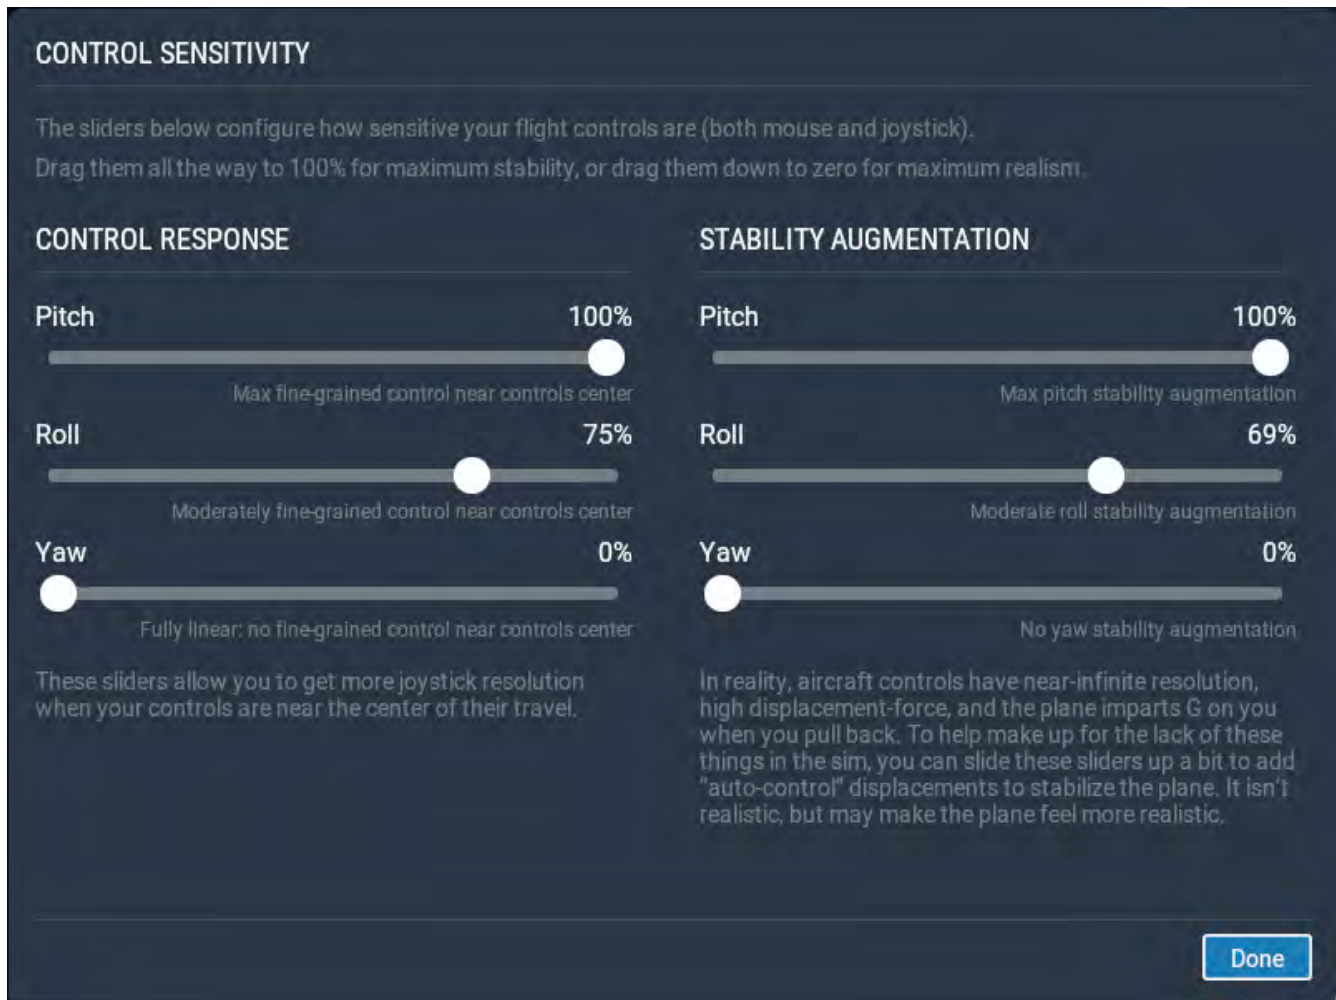 CONTROL SENSITIVITY
The sliders below configure how sensitive your flight controls are (both mouse and joystick).
Drag them all the way to 100% for maximum stability, or drag them down to zero for maximum realism.
CONTROL RESPONSE
Pitch 100%
Max fine-grained control near controls center
Roll 75%
Moderately fine-grained control near controls center
Yaw 0%
Fully linear: no fine-grained control near controls center
These sliders allow you to get more joystick resolution
when your controls are near the center of their travel.
STABILITY AUGMENTATION
Pitch 100%
Max pitch stability augmentation
Roll 69%
Moderate roll stability augmentation
Yaw 0%
No yaw stability augmentation
In reality, aircraft controls have near-infinite resolution,
high displacement-force, and the plane imparts G on you
when you pull back. To help make up for the lack of these
things in the sim, you can slide these sliders up a bit to add
"auto-control" displacements to stabilize the plane. It isn't
realistic, but may make the plane feel more realistic.
Done